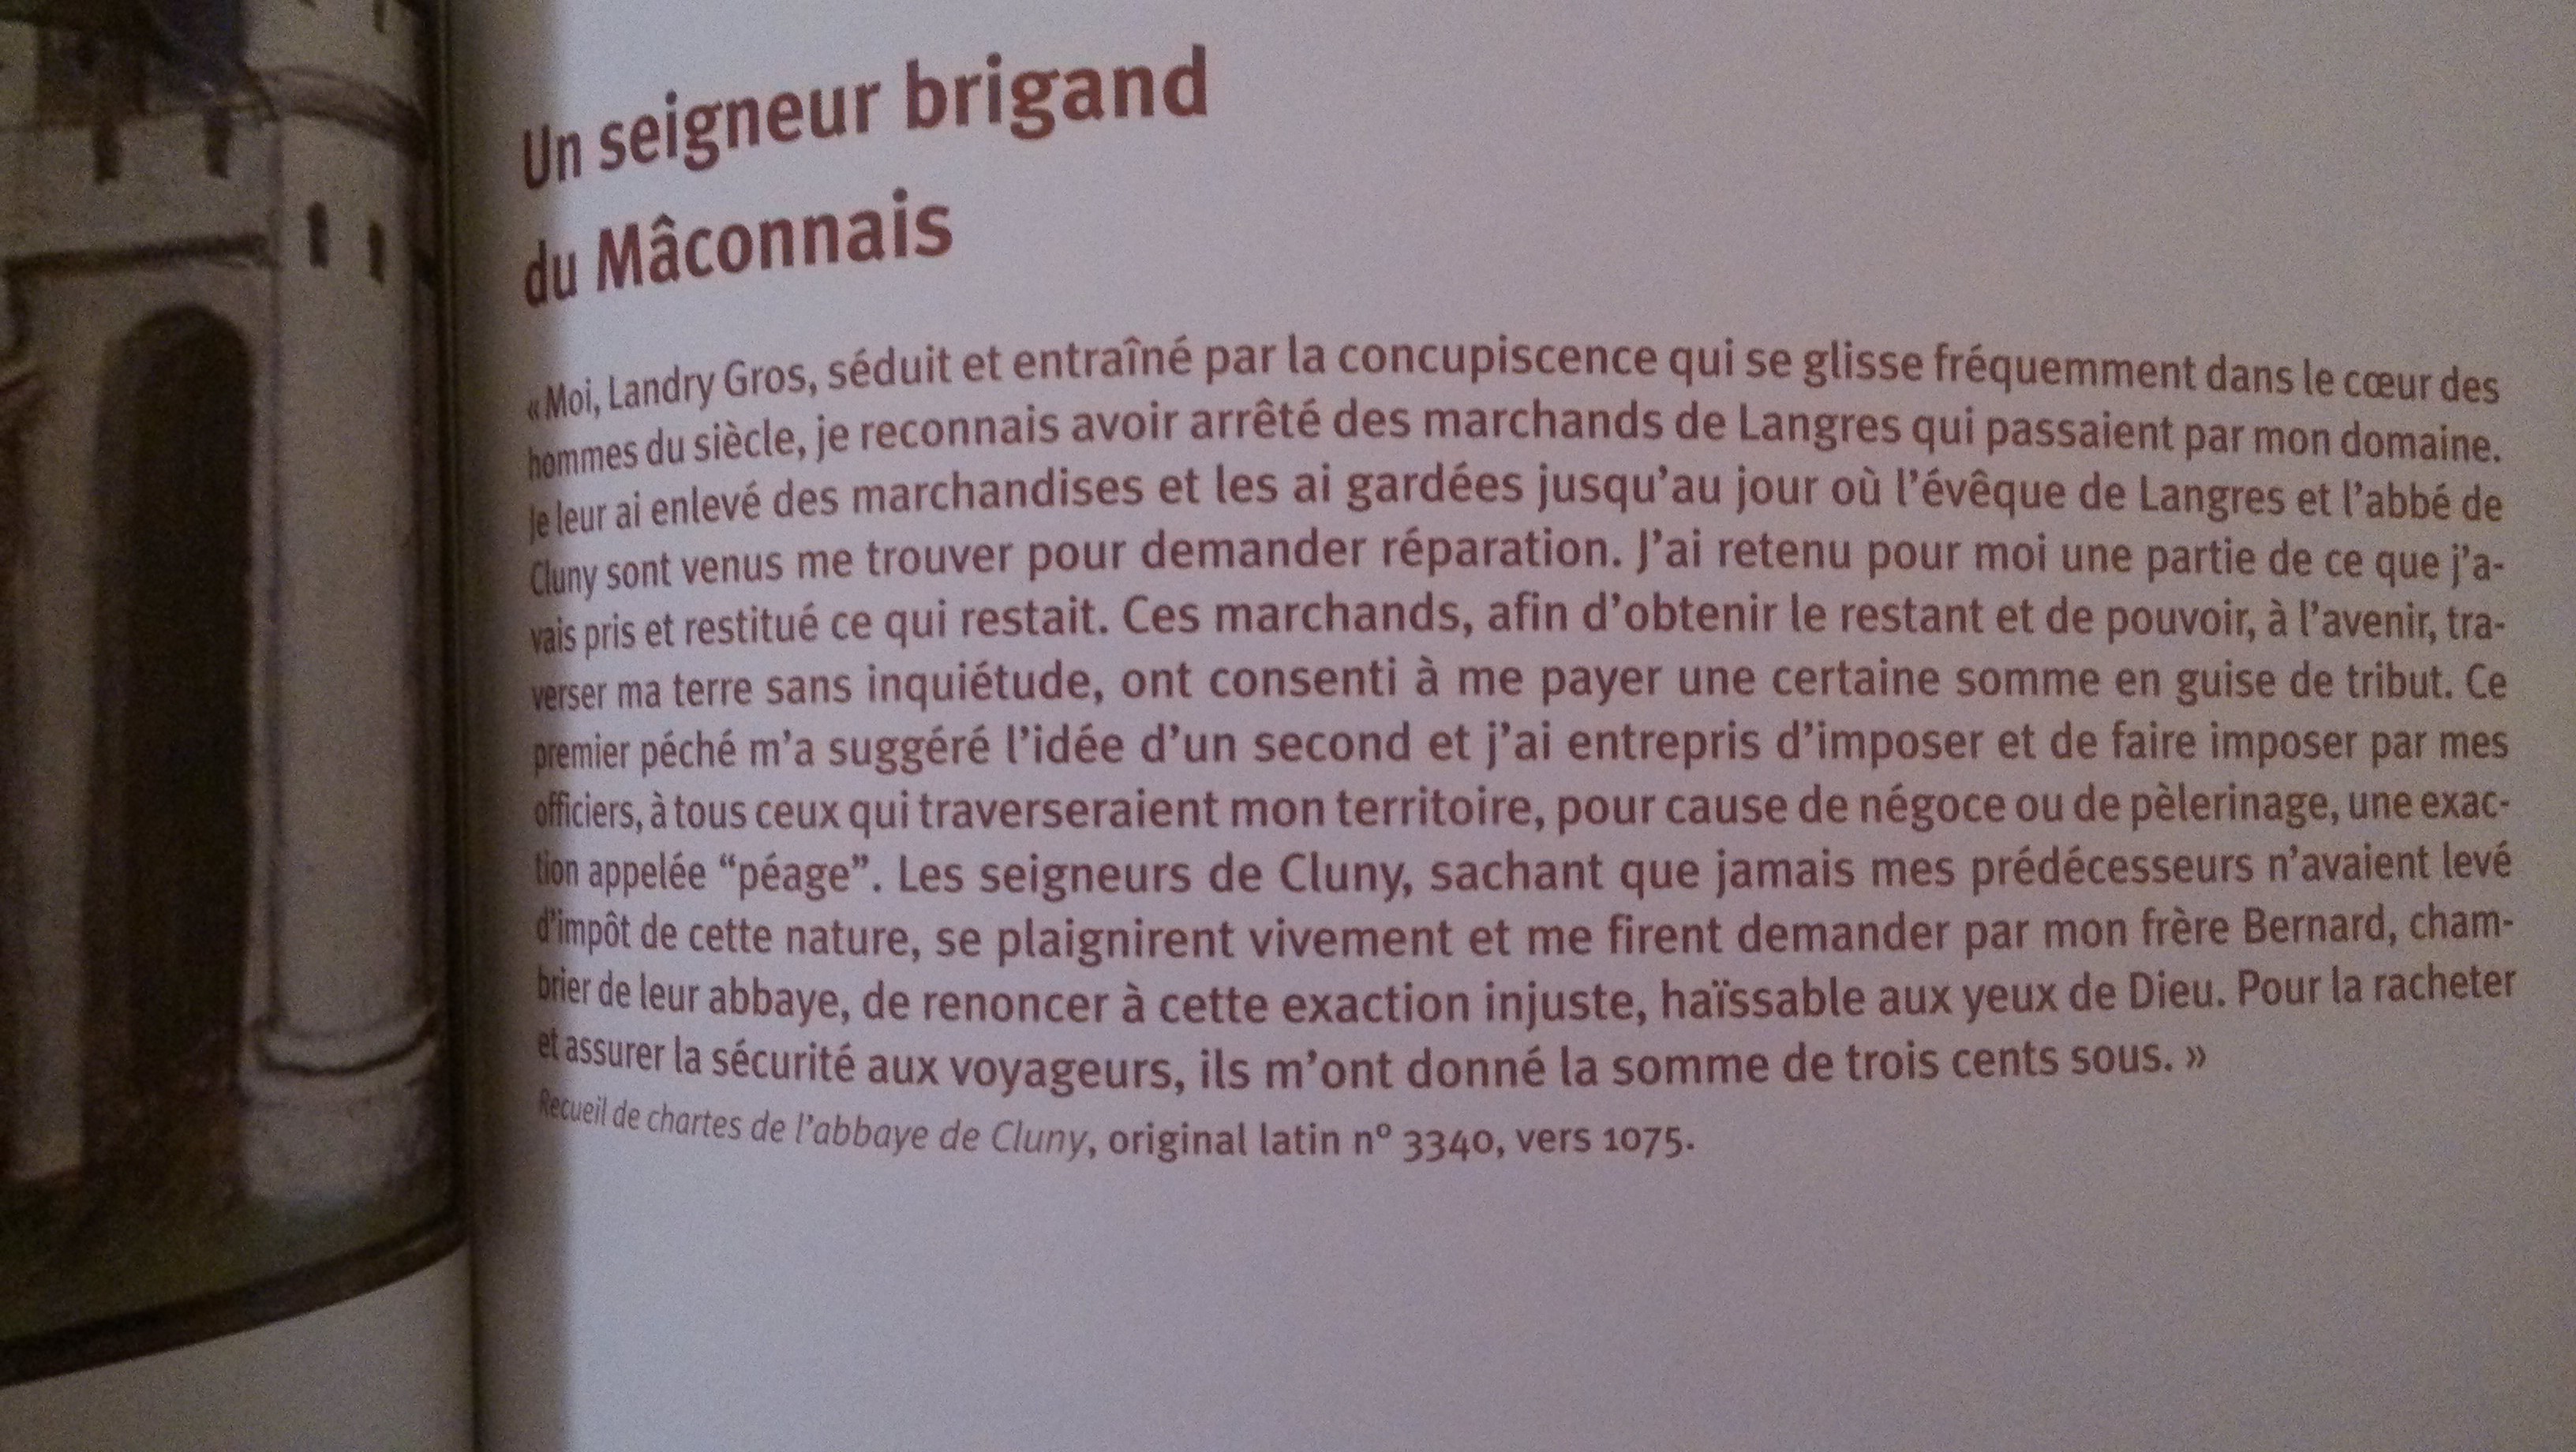 Un seigneur brigand
du Mâconnais
« Moi, Landry Gros, séduit et entraîné par la concupiscence qui se glisse fréquemment dans le cœur des
hommes du siècle, je reconnais avoir arrêté des marchands de Langres qui passaient par mon domaine.
Je leur ai enlevé des marchandises et les ai gardées jusqu’au jour où l’évêque de Langres et l’abbé de
Cluny sont venus me trouver pour demander réparation. J’ai retenu pour moi une partie de ce que j’a-
vais pris et restitué ce qui restait. Ces marchands, afin d’obtenir le restant et de pouvoir, à l’avenir, tra-
verser ma terre sans inquiétude, ont consenti à me payer une certaine somme en guise de tribut. Ce
premier péché m’a suggéré l’idée d’un second et j’ai entrepris d’imposer et de faire imposer par mes
officiers, à tous ceux qui traverseraient mon territoire, pour cause de négoce ou de pèlerinage, une exac-
tion appelée “péage”. Les seigneurs de Cluny, sachant que jamais mes prédécesseurs n’avaient levé
d’impôt de cette nature, se plaignirent vivement et me firent demander par mon frère Bernard, cham-
brier de leur abbaye, de renoncer à cette exaction injuste, haïssable aux yeux de Dieu. Pour la racheter
et assurer la sécurité aux voyageurs, ils m’ont donné la somme de trois cents sous. »
Recueil de chartes de l’abbaye de Cluny, original latin nº 3340, vers 1075.